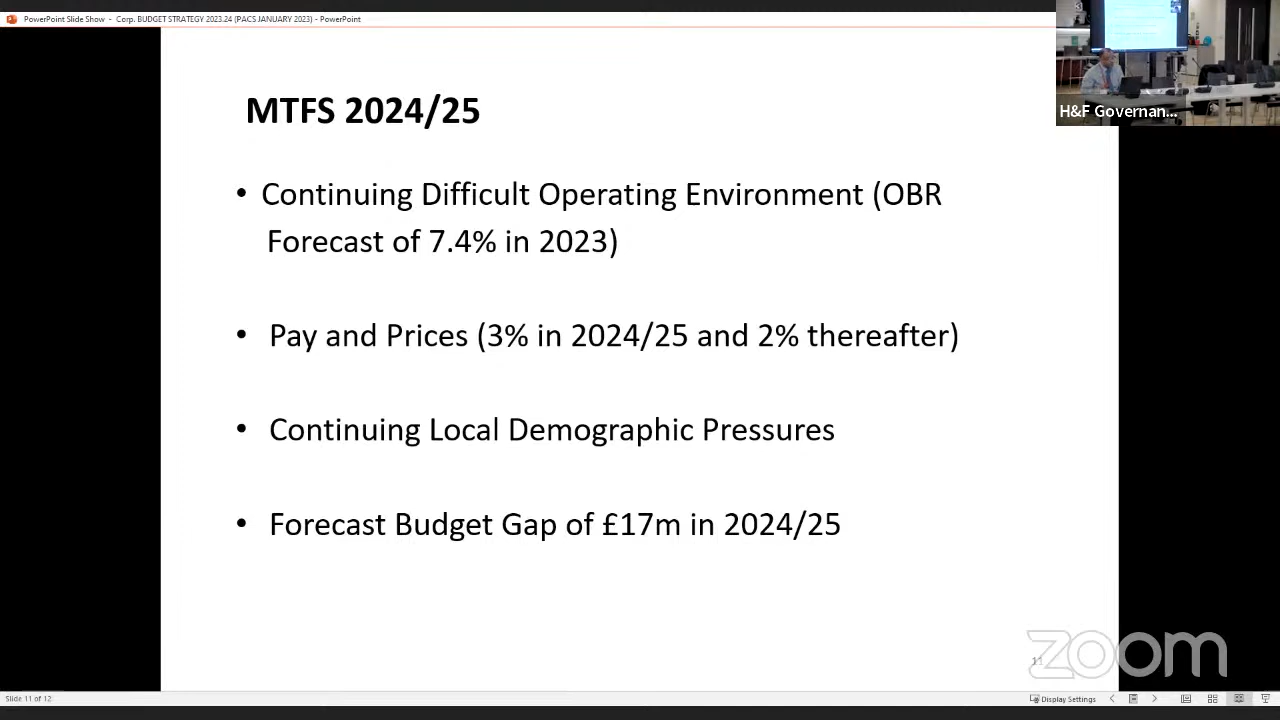 PowerPoint Slide Show - Corp. BUDGET STRATEGY 2023.24 (PACS JANUARY 2023) - PowerPoint
H&F Governan...
MTFS 2024/25
• Continuing Difficult Operating Environment (OBR
Forecast of 7.4% in 2023)
• Pay and Prices (3% in 2024/25 and 2% thereafter)
• Continuing Local Demographic Pressures
• Forecast Budget Gap of £17m in 2024/25
11
zoom
Slide 11 of 12
Display Settings